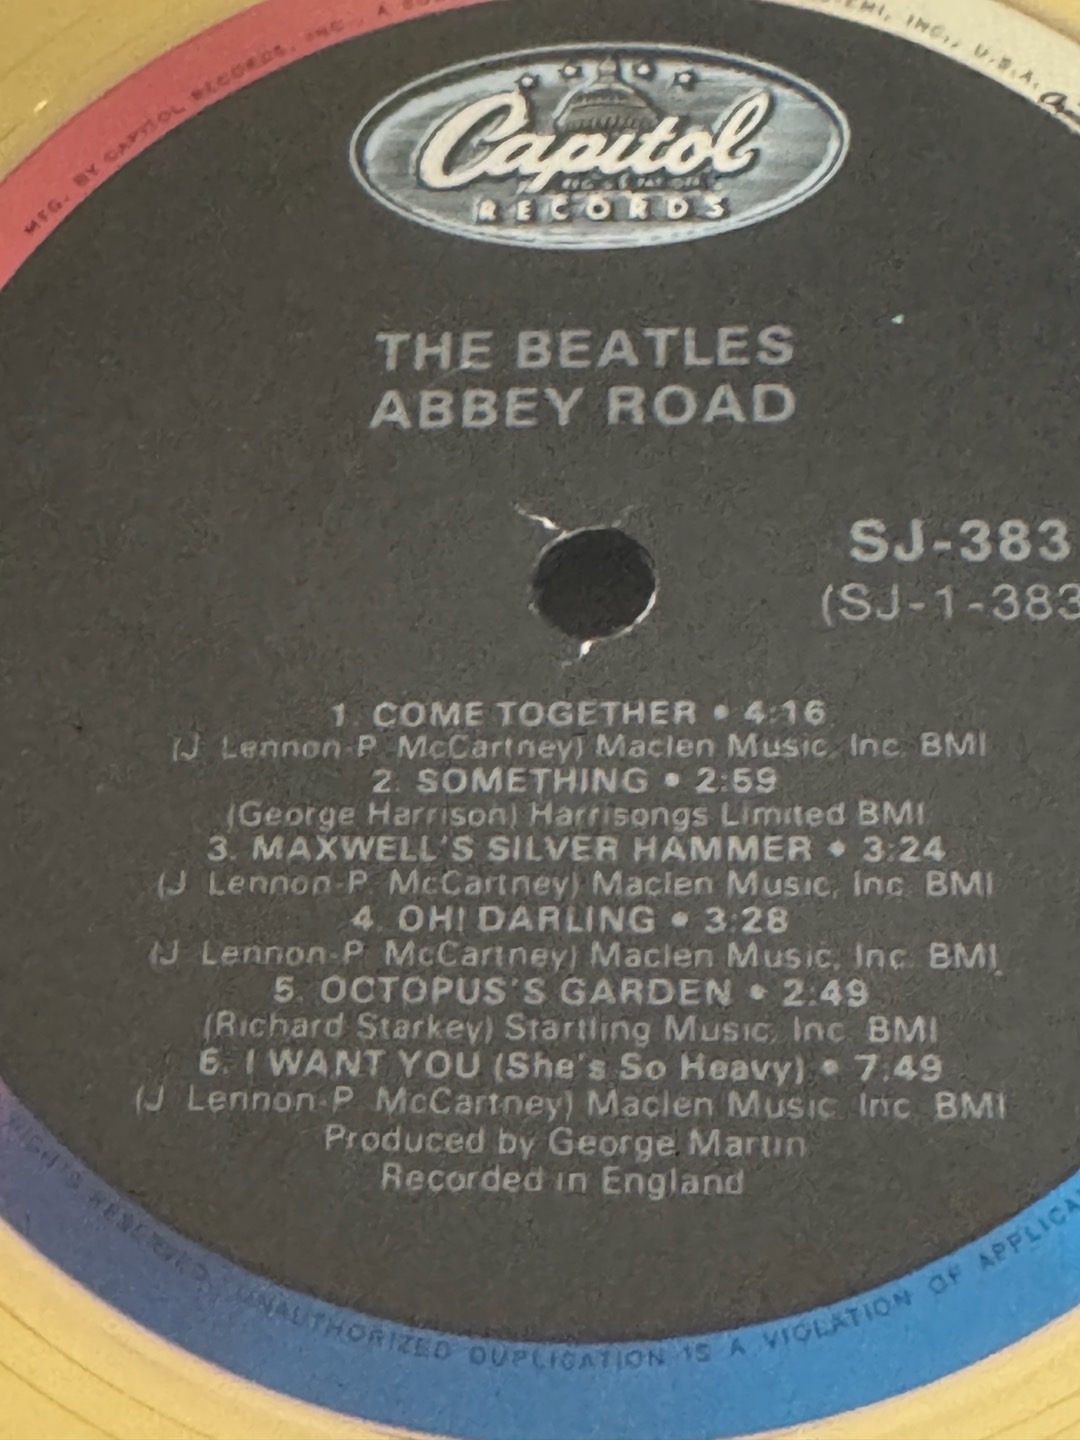 MFG. BY CAPITOL RECORDS, INC., A
-EMI, INC., U.S.A.
Capitol
REG. U.S. PAT. OFF.
RECORDS
THE BEATLES
ABBEY ROAD
SJ-383
(SJ-1-383
1. COME TOGETHER • 4:16
(J. Lennon-P. McCartney) Maclen Music, Inc. BMI
2. SOMETHING • 2:59
(George Harrison) Harrisongs Limited BMI
3. MAXWELL'S SILVER HAMMER • 3:24
(J. Lennon-P. McCartney) Maclen Music, Inc. BMI
4. OH! DARLING • 3:28
(J. Lennon-P. McCartney) Maclen Music, Inc. BMI
5. OCTOPUS'S GARDEN • 2:49
(Richard Starkey) Startling Music, Inc. BMI
6. I WANT YOU (She's So Heavy) • 7:49
(J. Lennon-P. McCartney) Maclen Music, Inc. BMI
Produced by George Martin
Recorded in England
RIGHTS RESERVED. UNAUTHORIZED DUPLICATION IS A VIOLATION OF APPLICA